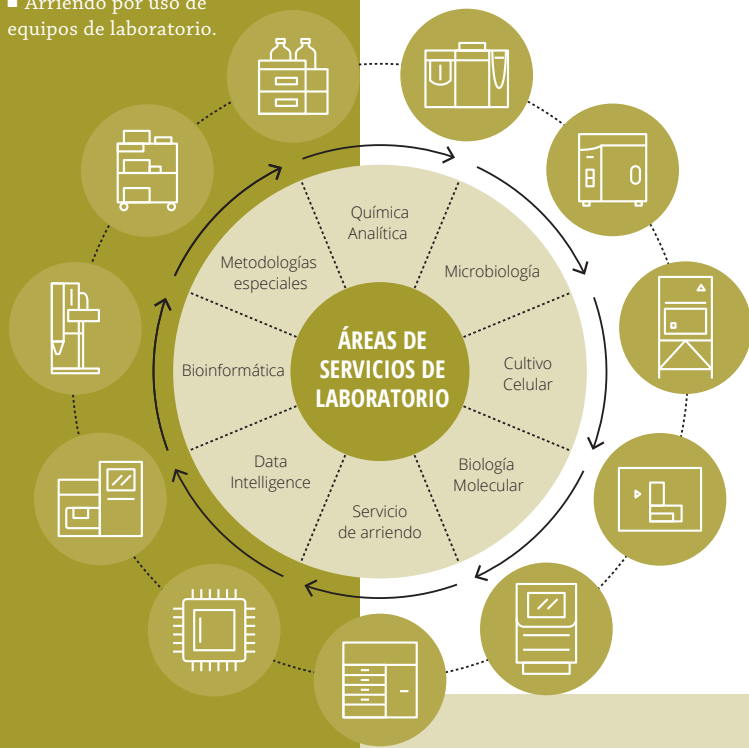 ■ Arriendo por uso de
equipos de laboratorio.
Química
Analítica
Microbiología
Cultivo
Celular
Biología
Molecular
Servicio
de arriendo
Data
Intelligence
Bioinformática
Metodologías
especiales
ÁREAS DE
SERVICIOS DE
LABORATORIO